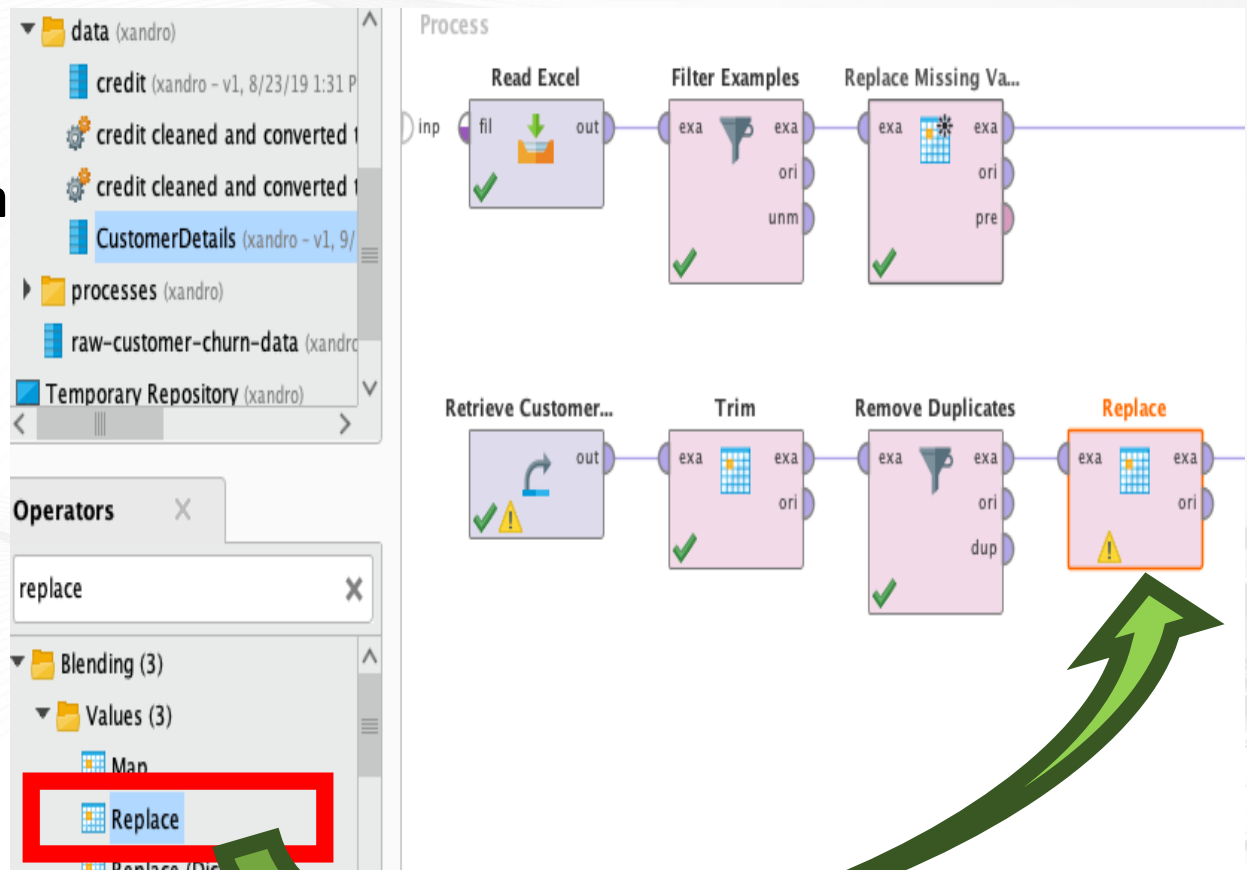 data (xandro)
credit (xandro – v1, 8/23/19 1:31 P
credit cleaned and converted t
credit cleaned and converted t
CustomerDetails (xandro – v1, 9/
processes (xandro)
raw-customer-churn-data (xandro
Temporary Repository (xandro)
Operators
replace
Blending (3)
Values (3)
Map
Replace
Replace (Dic
Process
Read Excel
Filter Examples
Replace Missing Va...
inp
fil out
exa exa
ori
unm
exa exa
ori
pre
Retrieve Customer...
Trim
Remove Duplicates
Replace
out
exa exa
ori
exa exa
ori
dup
exa exa
ori